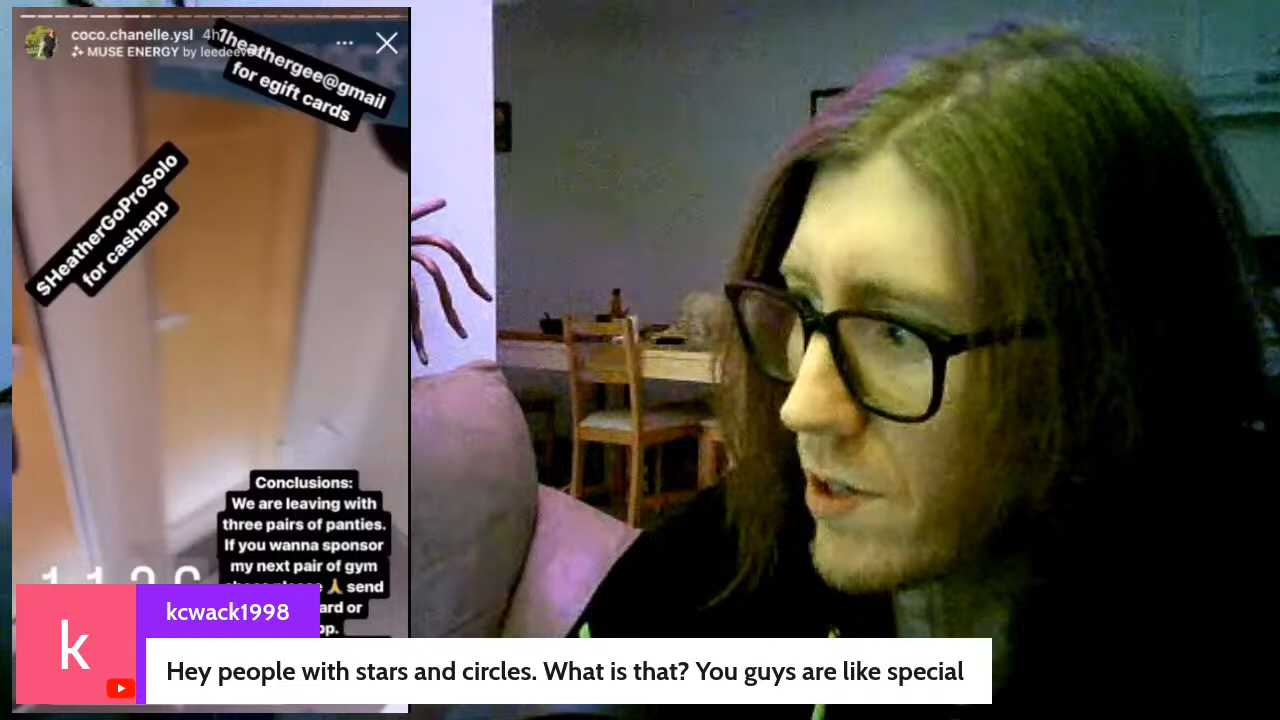 coco.chanelle.ysl 4h
MUSE ENERGY by
1heathergee@gmail
for egift cards
$HeatherGoProSolo
for cashapp
Conclusions:
We are leaving with
three pairs of panties.
If you wanna sponsor
my next pair of gym
send
or
k
kcwack1998
Hey people with stars and circles. What is that? You guys are like special